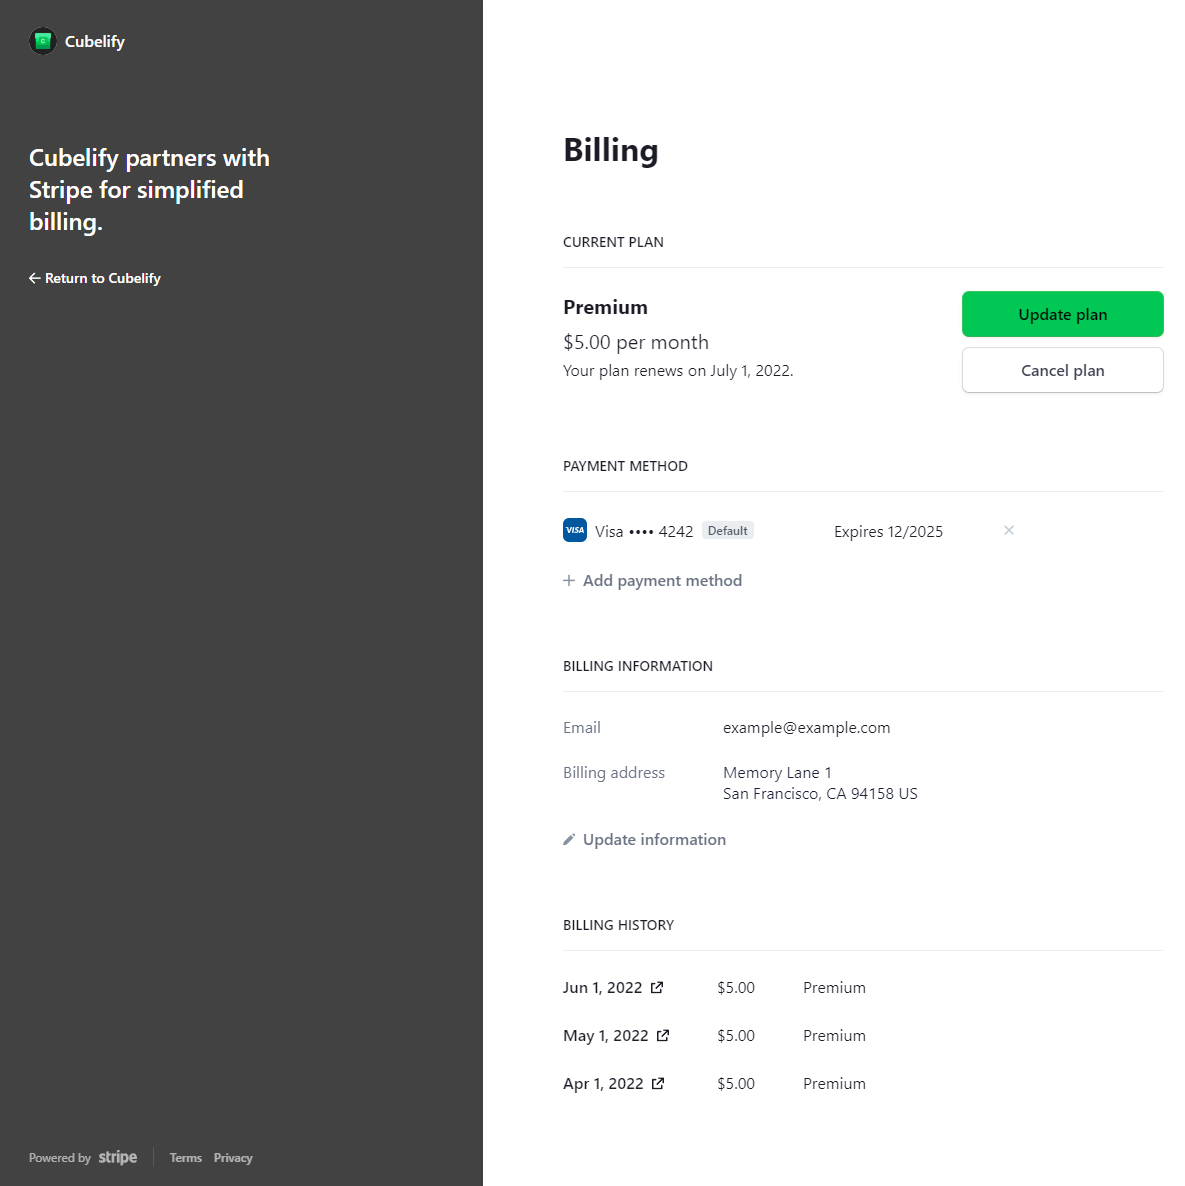 Cubelify
Cubelify partners with
Stripe for simplified
billing.
← Return to Cubelify
Powered by stripe
Terms Privacy
Billing
CURRENT PLAN
Premium
$5.00 per month
Your plan renews on July 1, 2022.
Update plan
Cancel plan
PAYMENT METHOD
VISA Visa •••• 4242 Default Expires 12/2025 ×
+ Add payment method
BILLING INFORMATION
Email example@example.com
Billing address Memory Lane 1
San Francisco, CA 94158 US
Update information
BILLING HISTORY
Jun 1, 2022 $5.00 Premium
May 1, 2022 $5.00 Premium
Apr 1, 2022 $5.00 Premium